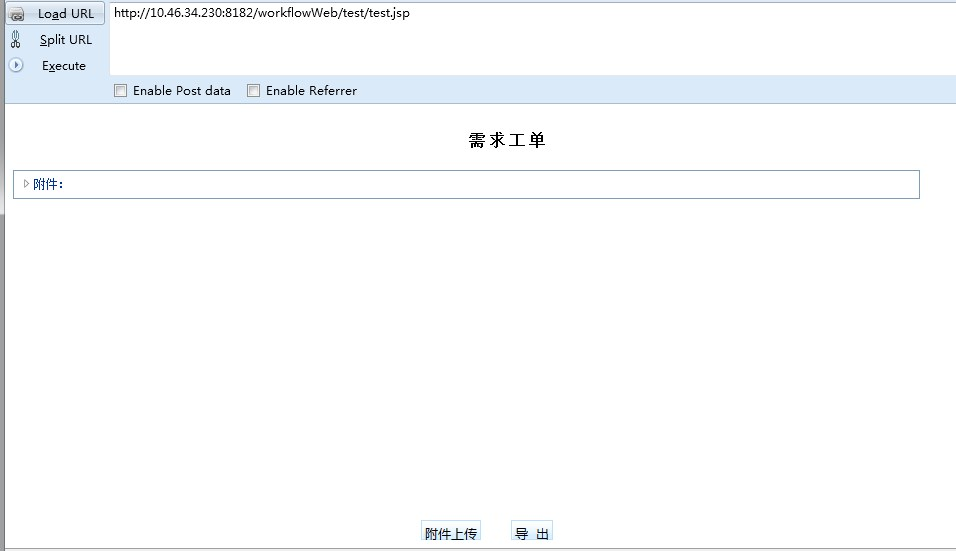 Load URL http://10.46.34.230:8182/workflowWeb/test/test.jsp
Split URL
Execute
Enable Post data Enable Referrer
需求工单
附件：
附件上传 导 出